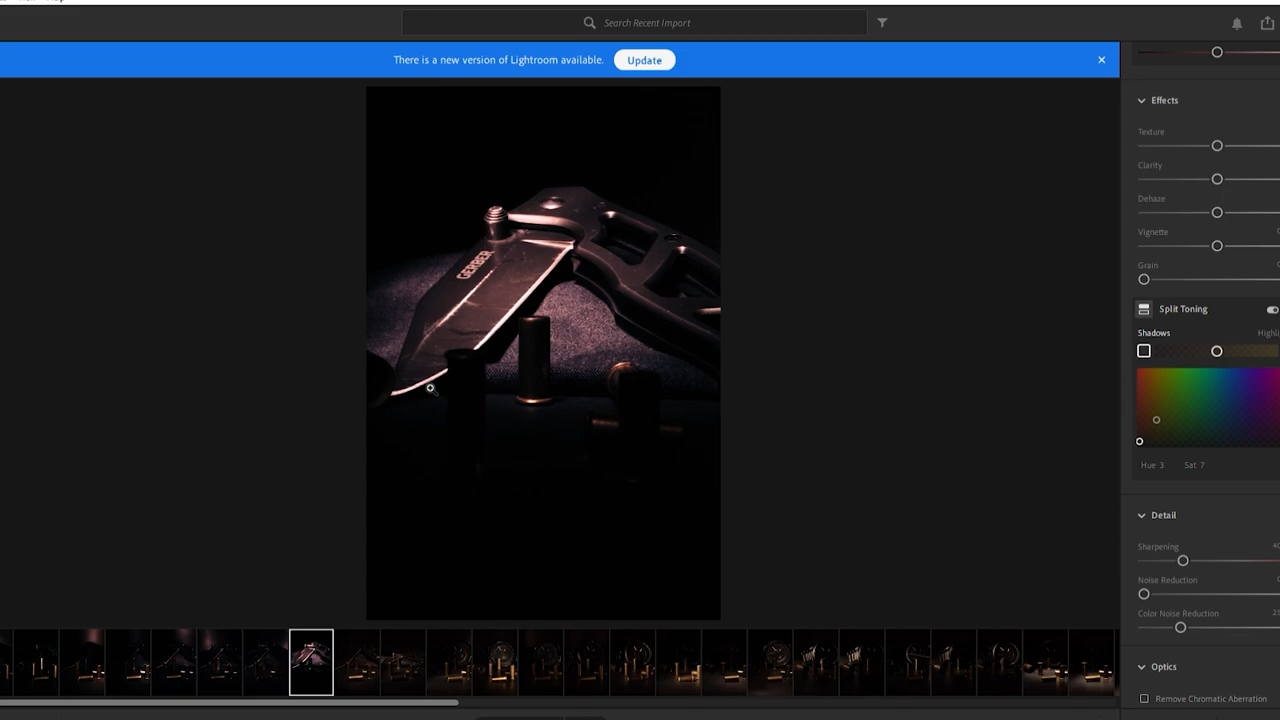 Search Recent Import
There is a new version of Lightroom available. Update
Effects
Texture
Clarity
Dehaze
Vignette
Grain
Split Toning
Shadows
GERBER
Hue 3 Sat 7
Detail
Sharpening
Noise Reduction
Color Noise Reduction
Optics
Remove Chromatic Aberration